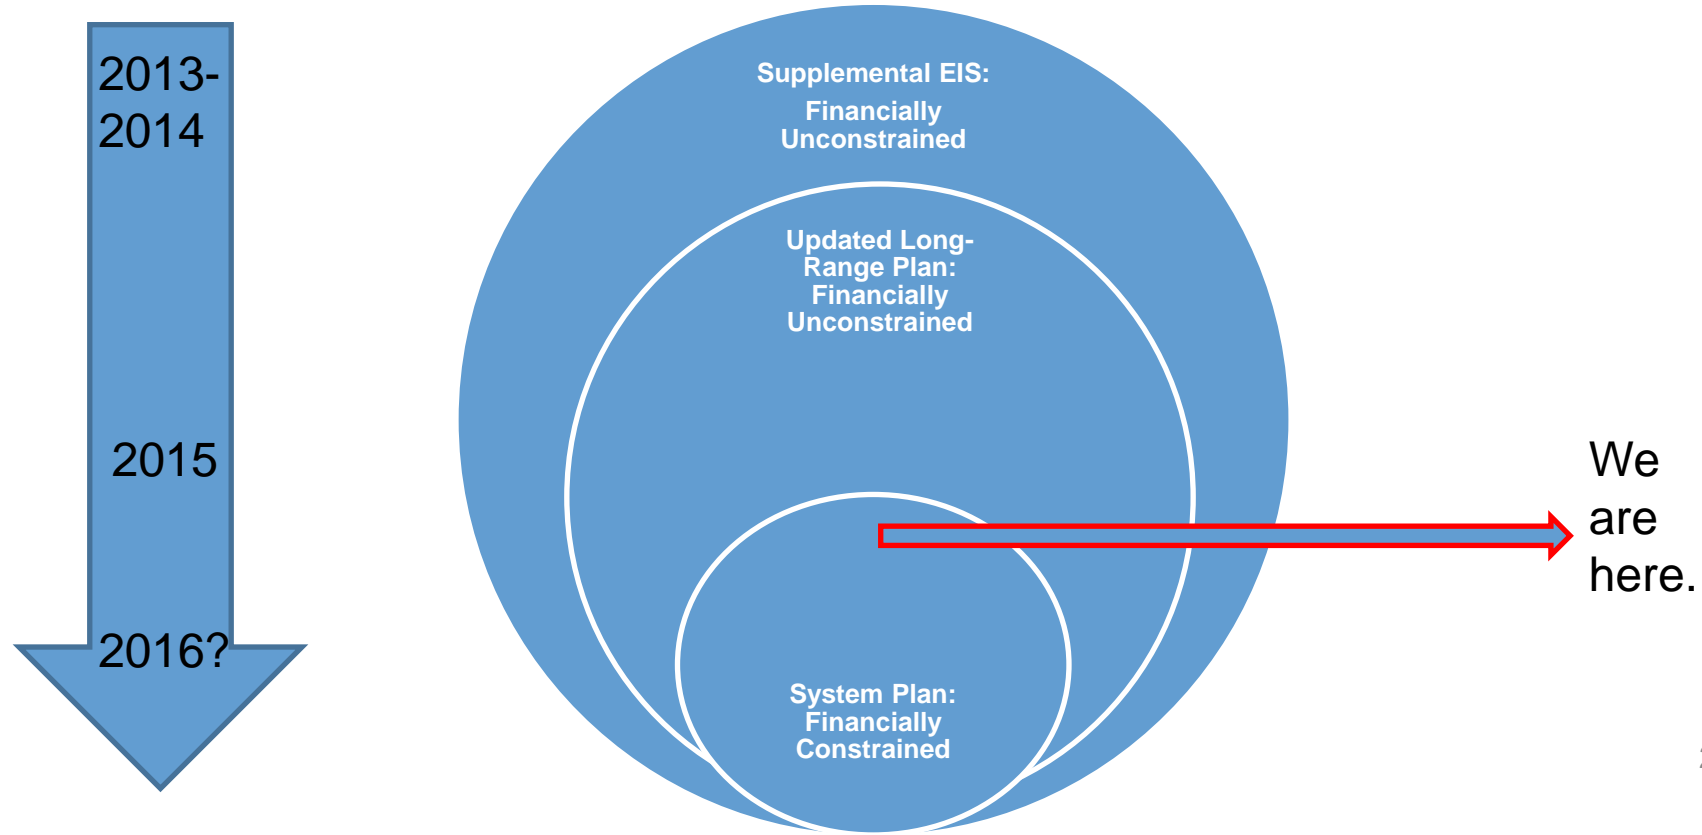 2013-
2014
2015
2016?
Supplemental EIS:
Financially
Unconstrained
Updated Long-
Range Plan:
Financially
Unconstrained
System Plan:
Financially
Constrained
We
are
here.